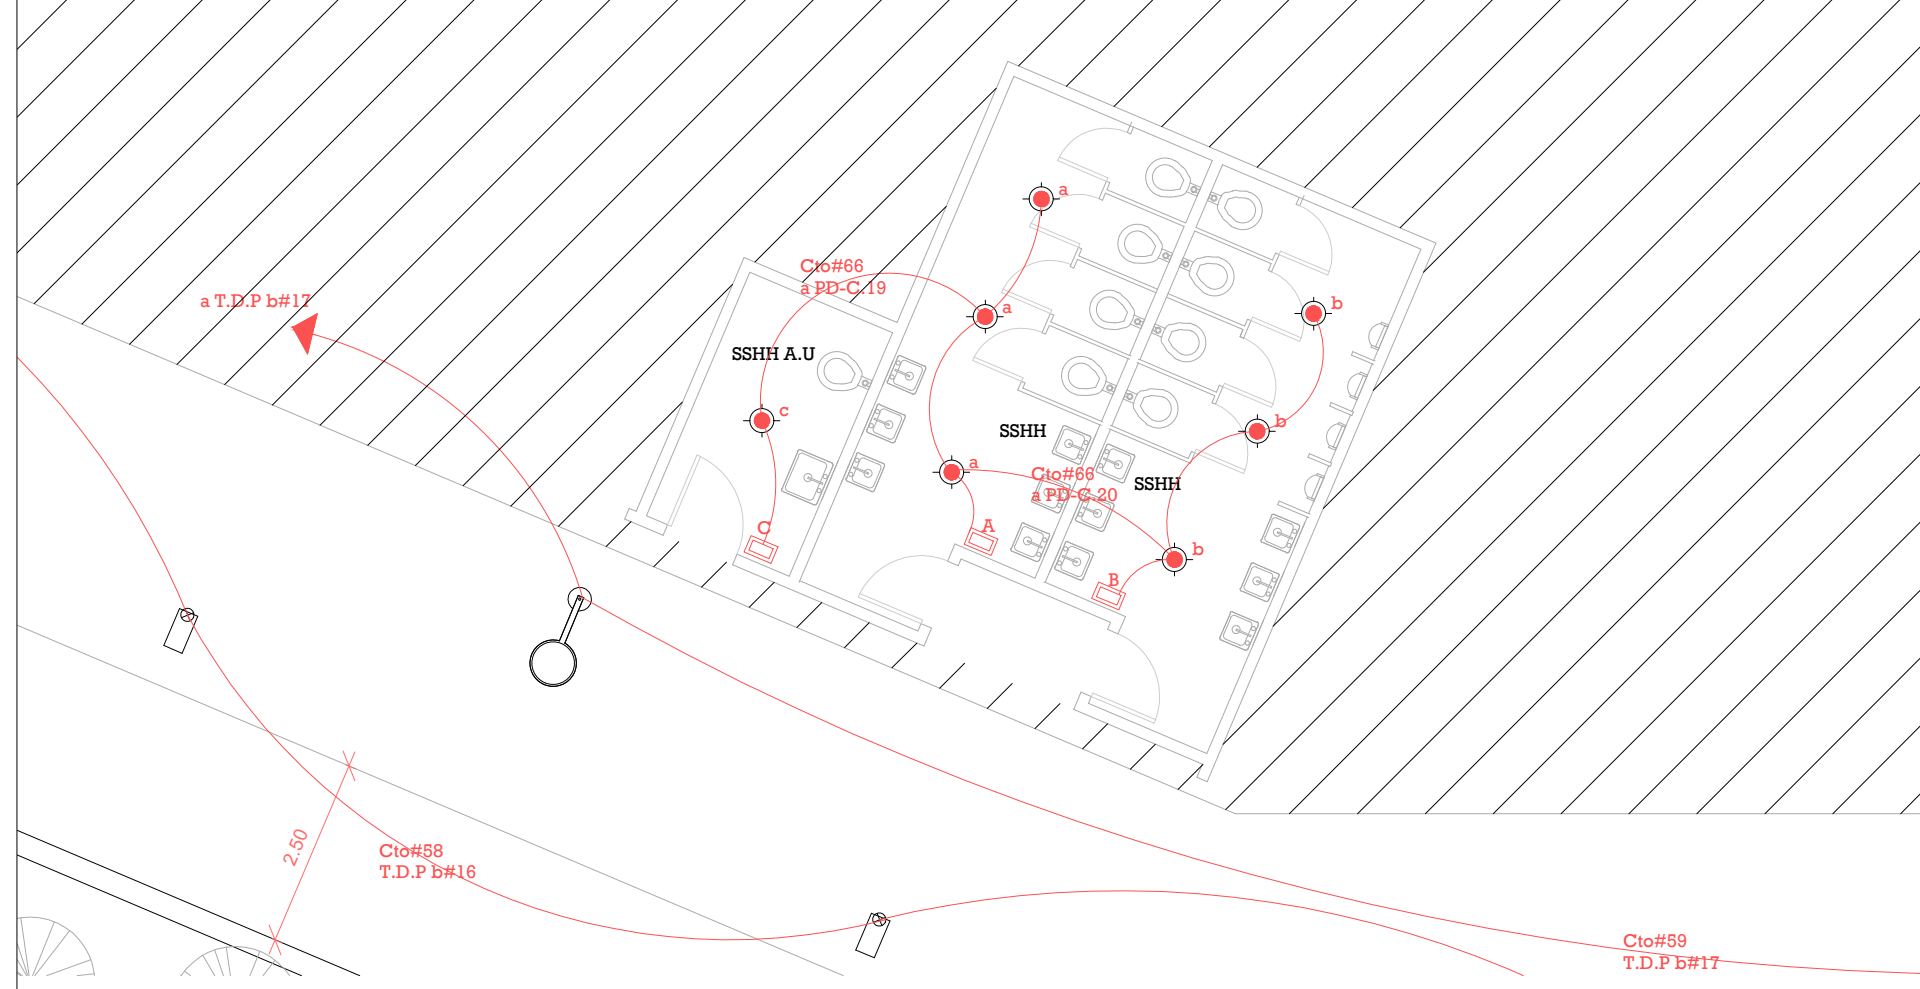 a
Cto#66
a PD-C.19
a T.D.P b#17
a
b
SSHH A.U
c
b
SSHH
a
Cto#66
a PD-C.20
SSHH
C
A
b
B
2.50
Cto#58
T.D.P b#16
Cto#59
T.D.P b#17